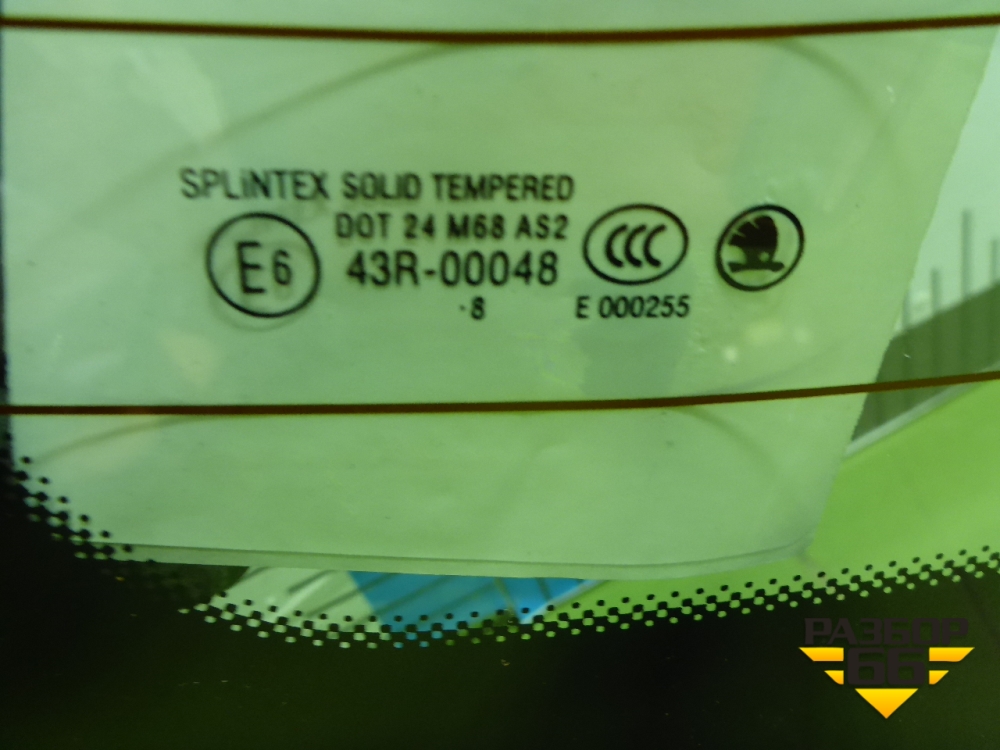 SPLiNTEX SOLID TEMPERED
DOT 24 M68 AS2
E6 43R-00048
·8
CCC
E 000255
РАЗБОР
66